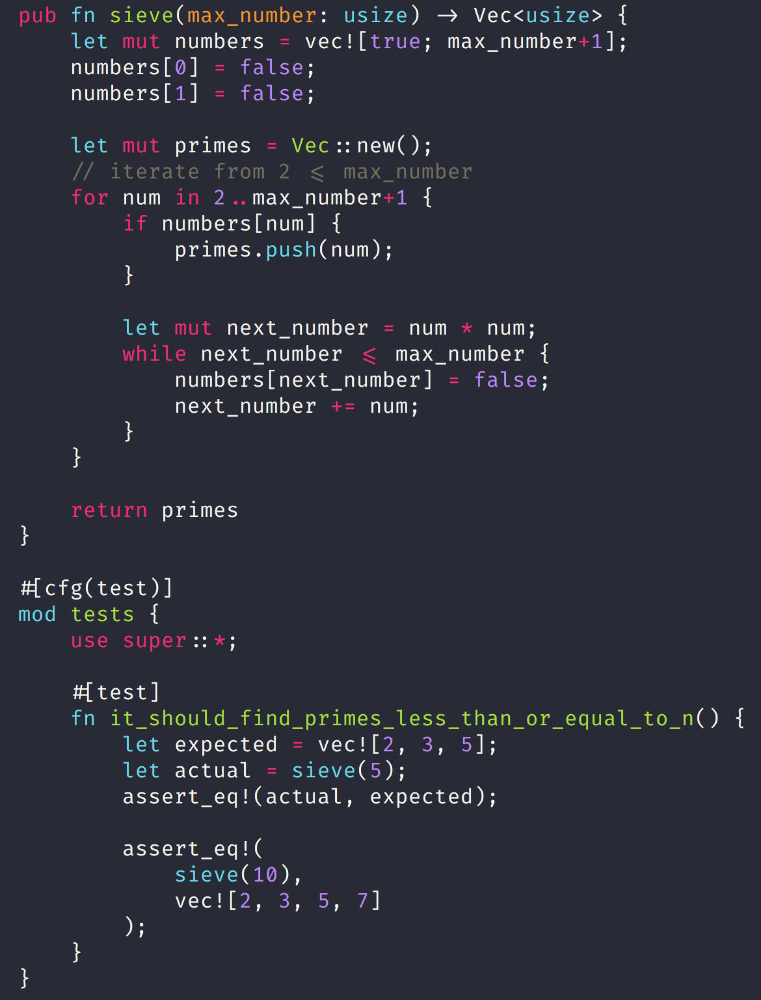 pub fn sieve(max_number: usize) -> Vec<usize> {
    let mut numbers = vec![true; max_number+1];
    numbers[0] = false;
    numbers[1] = false;

    let mut primes = Vec::new();
    // iterate from 2 <= max_number
    for num in 2..max_number+1 {
        if numbers[num] {
            primes.push(num);
        }

        let mut next_number = num * num;
        while next_number <= max_number {
            numbers[next_number] = false;
            next_number += num;
        }
    }

    return primes
}

#[cfg(test)]
mod tests {
    use super::*;

    #[test]
    fn it_should_find_primes_less_than_or_equal_to_n() {
        let expected = vec![2, 3, 5];
        let actual = sieve(5);
        assert_eq!(actual, expected);

        assert_eq!(
            sieve(10),
            vec![2, 3, 5, 7]
        );
    }
}